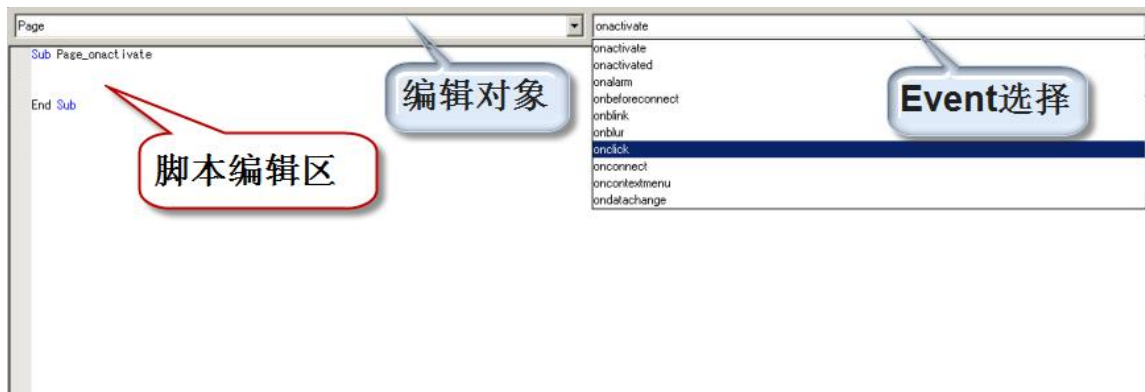 Page
onactivate
Sub Page_onactivate
End Sub
编辑对象
Event选择
脚本编辑区
onactivate
onactivated
onalarm
onbeforeconnect
onblink
onblur
onclick
onconnect
oncontextmenu
ondatachange